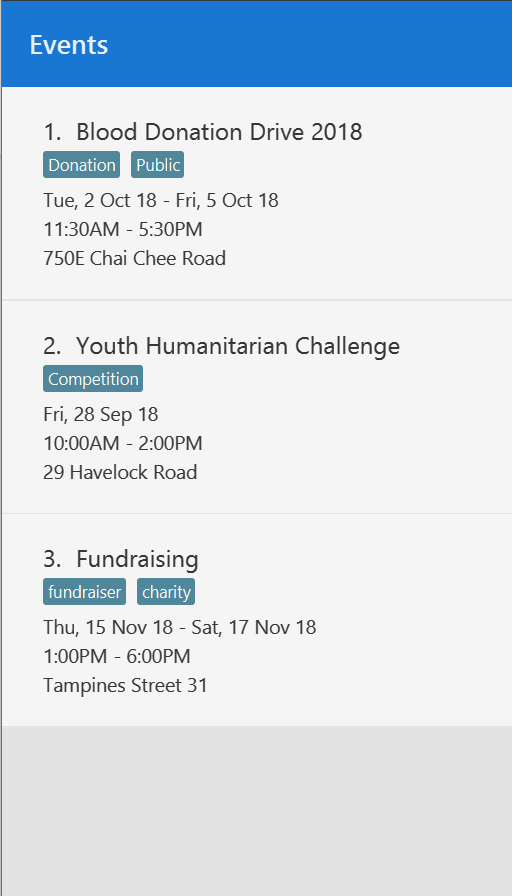 Events
1. Blood Donation Drive 2018
Donation Public
Tue, 2 Oct 18 - Fri, 5 Oct 18
11:30AM - 5:30PM
750E Chai Chee Road
2. Youth Humanitarian Challenge
Competition
Fri, 28 Sep 18
10:00AM - 2:00PM
29 Havelock Road
3. Fundraising
fundraiser charity
Thu, 15 Nov 18 - Sat, 17 Nov 18
1:00PM - 6:00PM
Tampines Street 31